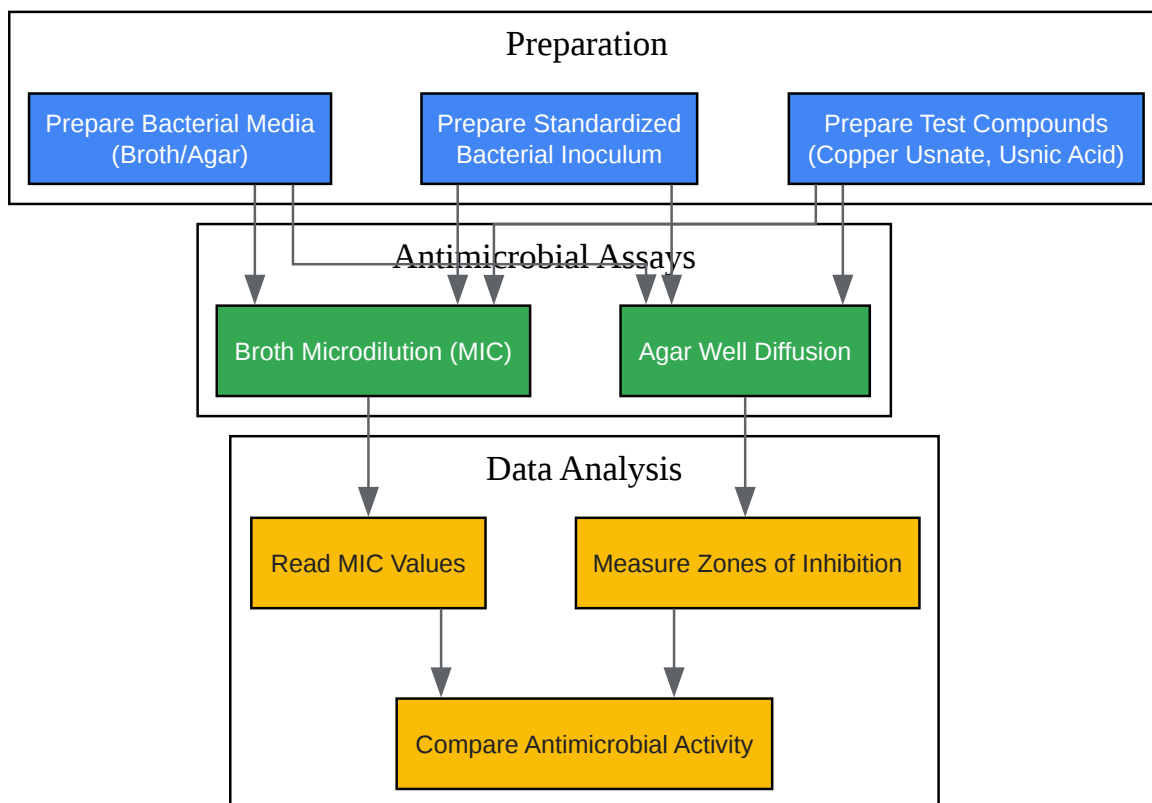 Preparation
Prepare Bacterial Media
(Broth/Agar)
Prepare Standardized
Bacterial Inoculum
Prepare Test Compounds
(Copper Usnate, Usnic Acid)
Antimicrobial Assays
Broth Microdilution (MIC)
Agar Well Diffusion
Data Analysis
Read MIC Values
Measure Zones of Inhibition
Compare Antimicrobial Activity